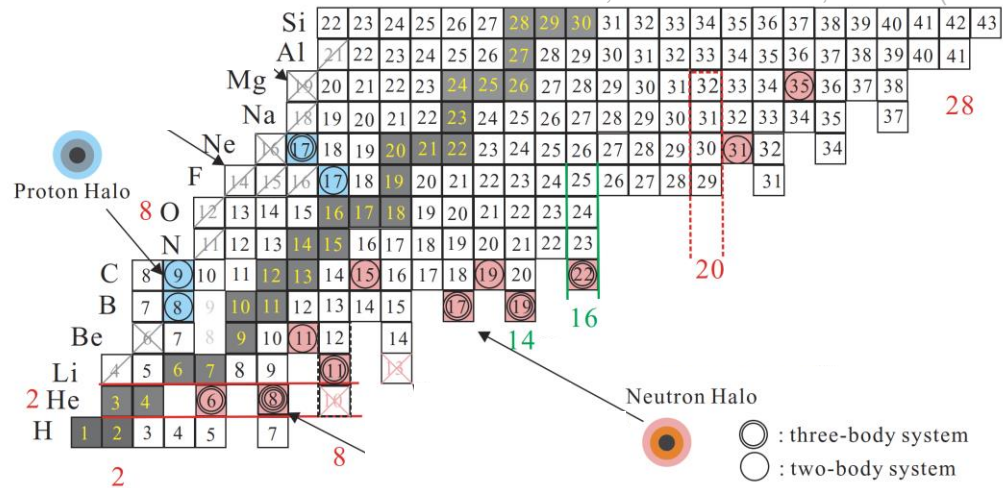 Si 22 23 24 25 26 27 28 29 30 31 32 33 34 35 36 37 38 39 40 41 42 43
Al 21 22 23 24 25 26 27 28 29 30 31 32 33 34 35 36 37 38 39 40 41
Mg 19 20 21 22 23 24 25 26 27 28 29 30 31 32 33 34 35 36 37 38
28
Na 18 19 20 21 22 23 24 25 26 27 28 29 30 31 32 33 34 35 37
Ne 16 17 18 19 20 21 22 23 24 25 26 27 28 29 30 31 32 34
F 14 15 16 17 18 19 20 21 22 23 24 25 26 27 28 29 31
Proton Halo
8 O 12 13 14 15 16 17 18 19 20 21 22 23 24
N 11 12 13 14 15 16 17 18 19 20 21 22 23
20
C 8 9 10 11 12 13 14 15 16 17 18 19 20 22
B 7 8 9 10 11 12 13 14 15 17 19
16
14
Be 6 7 8 9 10 11 12 14
Li 4 5 6 7 8 9 11 13
2 He 3 4 6 8 10
H 1 2 3 4 5 7
8
2
Neutron Halo
: three-body system
: two-body system